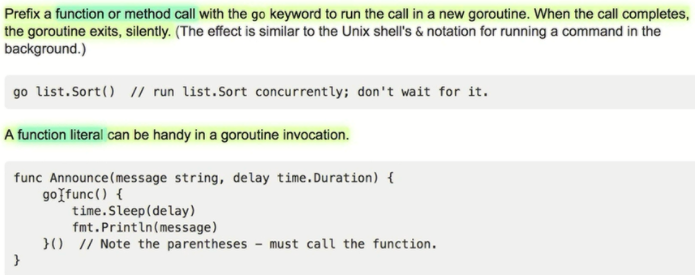 Prefix a function or method call with the go keyword to run the call in a new goroutine. When the call completes,
the goroutine exits, silently. (The effect is similar to the Unix shell's & notation for running a command in the
background.)
go list.Sort()  // run list.Sort concurrently; don't wait for it.
A function literal can be handy in a goroutine invocation.
func Announce(message string, delay time.Duration) {
    go func() {
        time.Sleep(delay)
        fmt.Println(message)
    }()  // Note the parentheses - must call the function.
}